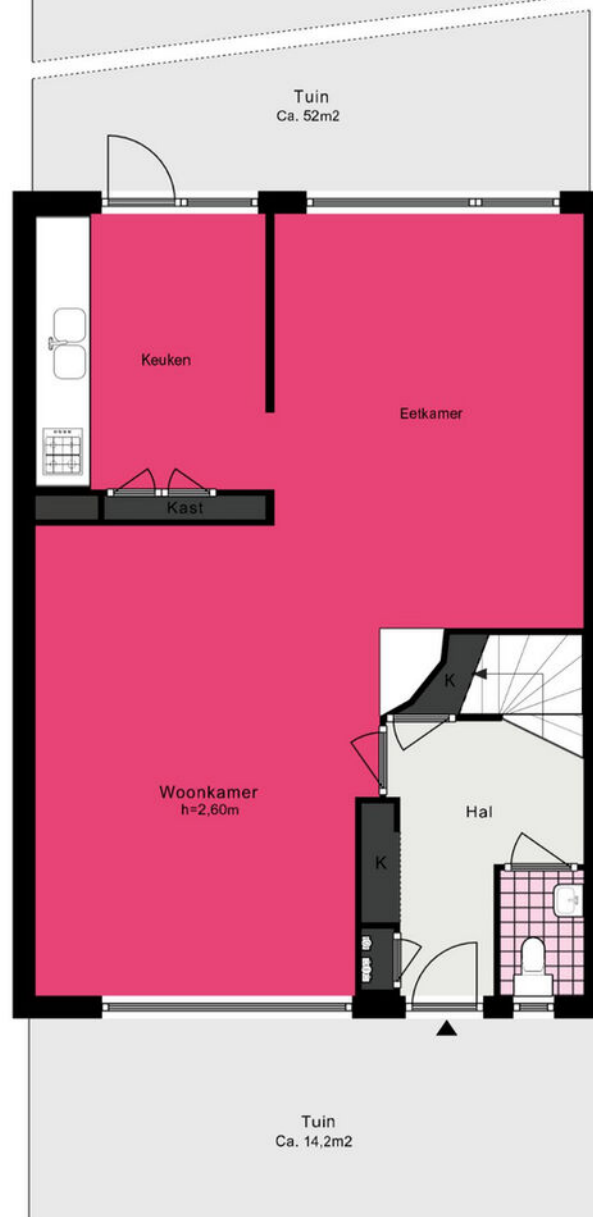 Tuin
Ca. 52m2
Keuken
Eetkamer
Kast
K
Woonkamer
h=2,60m
Hal
K
Tuin
Ca. 14,2m2